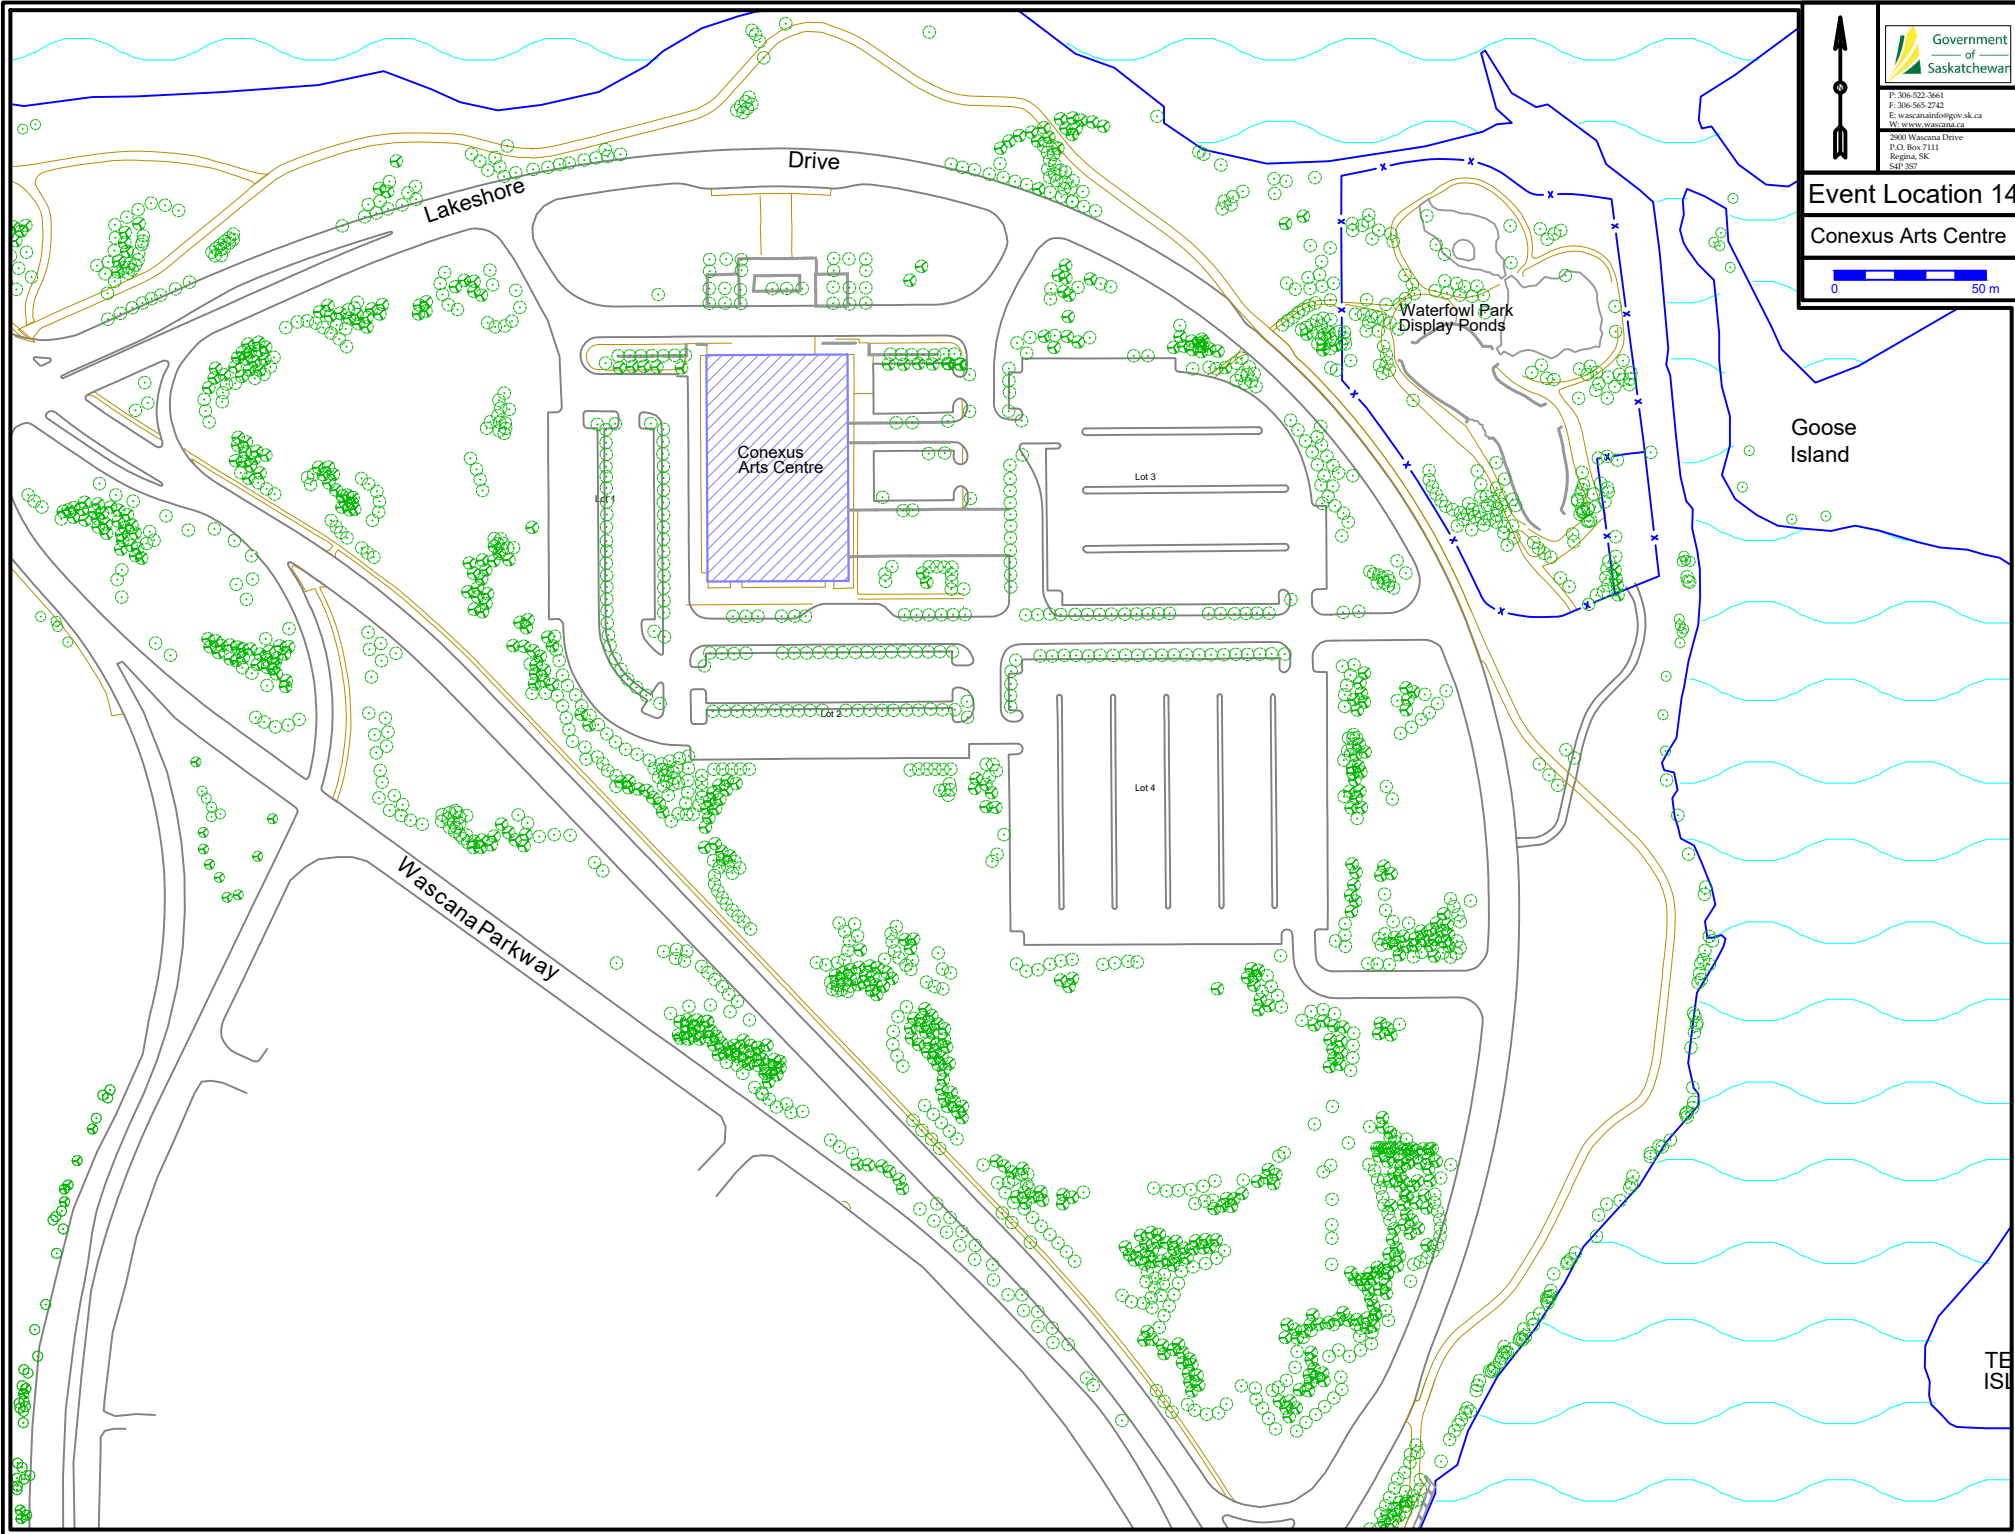 Government
of
Saskatchewan
P: 306-522-3661
F: 306-565-2742
E: wascanainfo@gov.sk.ca
W: www.wascana.ca
2900 Wascana Drive
P.O. Box 7111
Regina, SK
S4P 3S7
Event Location 14
Conexus Arts Centre
0 50 m
Lakeshore
Drive
Waterfowl Park
Display Ponds
Goose
Island
Conexus
Arts Centre
Lot 1
Lot 3
Lot 2
Lot 4
Wascana Parkway
TE
ISL